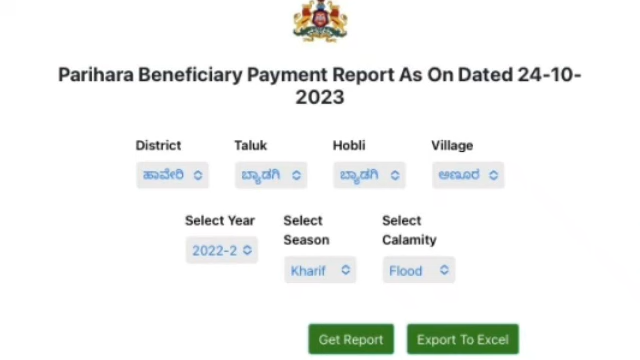 Parihara Beneficiary Payment Report As On Dated 24-10-
2023
District Taluk Hobli Village
ಹಾವೇರಿ ಬ್ಯಾಡಗಿ ಬ್ಯಾಡಗಿ ಅಣೂರ
Select Year Select Season Select Calamity
2022-2 Kharif Flood
Get Report Export To Excel